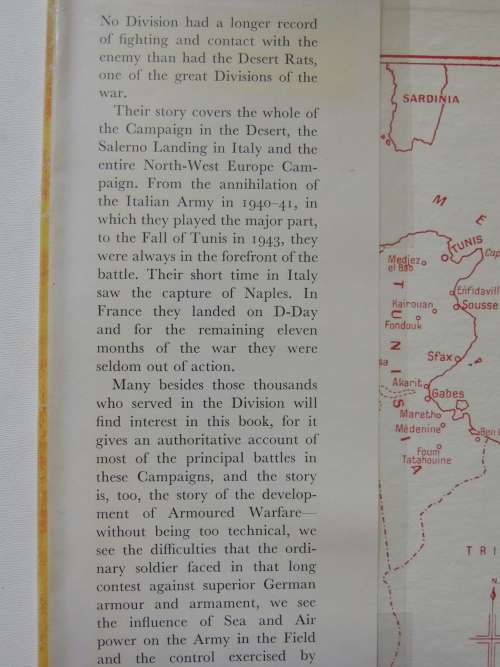 No Division had a longer record
of fighting and contact with the
enemy than had the Desert Rats,
one of the great Divisions of the
war.
Their story covers the whole of
the Campaign in the Desert, the
Salerno Landing in Italy and the
entire North-West Europe Cam-
paign. From the annihilation of
the Italian Army in 1940–41, in
which they played the major part,
to the Fall of Tunis in 1943, they
were always in the forefront of the
battle. Their short time in Italy
saw the capture of Naples. In
France they landed on D-Day
and for the remaining eleven
months of the war they were
seldom out of action.
Many besides those thousands
who served in the Division will
find interest in this book, for it
gives an authoritative account of
most of the principal battles in
these Campaigns, and the story
is, too, the story of the develop-
ment of Armoured Warfare—
without being too technical, we
see the difficulties that the ordi-
nary soldier faced in that long
contest against superior German
armour and armament, we see
the influence of Sea and Air
power on the Army in the Field
and the control exercised by
SARDINIA
M E
TUNIS
Cap
Medjez
el Bab
Enfidavill
Kairouan
Sousse
Fondouk
TUNISIA
Sfax
sa
Akarit
Gabes
Mareth
Médenine
Ben
Foum
Tatahouine
TRI
N.